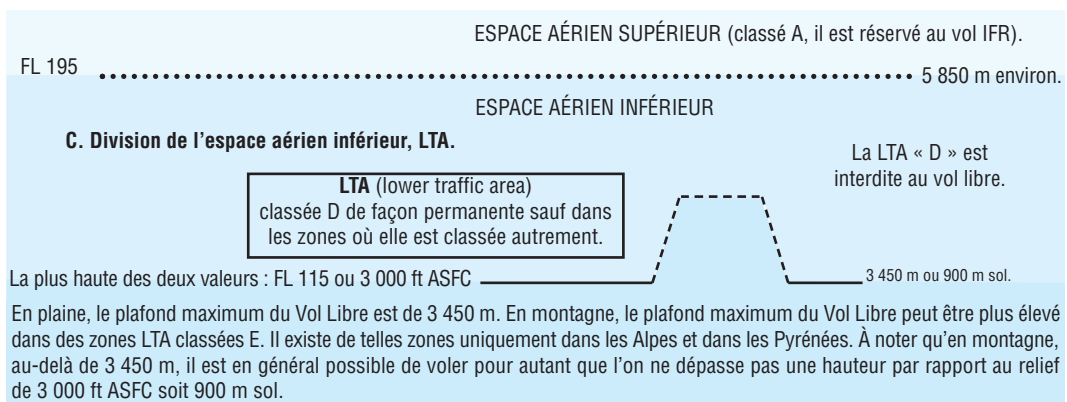 ESPACE AÉRIEN SUPÉRIEUR (classé A, il est réservé au vol IFR).
FL 195
5 850 m environ.
ESPACE AÉRIEN INFÉRIEUR
C. Division de l'espace aérien inférieur, LTA.
La LTA « D » est
interdite au vol libre.
LTA (lower traffic area)
classée D de façon permanente sauf dans
les zones où elle est classée autrement.
La plus haute des deux valeurs : FL 115 ou 3 000 ft ASFC
3 450 m ou 900 m sol.
En plaine, le plafond maximum du Vol Libre est de 3 450 m. En montagne, le plafond maximum du Vol Libre peut être plus élevé
dans des zones LTA classées E. Il existe de telles zones uniquement dans les Alpes et dans les Pyrénées. À noter qu'en montagne,
au-delà de 3 450 m, il est en général possible de voler pour autant que l'on ne dépasse pas une hauteur par rapport au relief
de 3 000 ft ASFC soit 900 m sol.